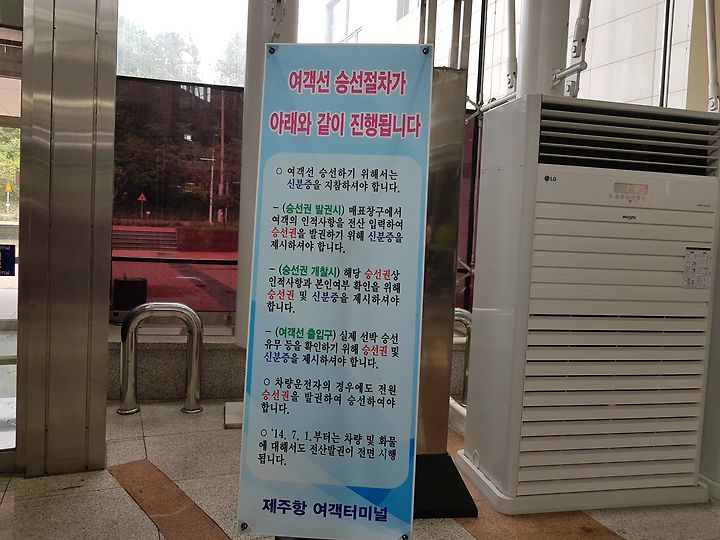 여객선 승선절차가
아래와 같이 진행됩니다
○ 여객선 승선하기 위해서는
신분증을 지참하셔야 합니다.
- (승선권 발권시) 매표창구에서
여객의 인적사항을 전산 입력하여
승선권을 발권하기 위해 신분증을
제시하셔야 합니다.
- (승선권 개찰시) 해당 승선권상
인적사항과 본인여부 확인을 위해
승선권 및 신분증을 제시하셔야
합니다.
- (여객선 출입구) 실제 선박 승선
유무 등을 확인하기 위해 승선권 및
신분증을 제시하셔야 합니다.
○ 차량운전자의 경우에도 전원
승선권을 발권하여 승선하여야
합니다.
○ '14. 7. 1.부터는 차량 및 화물
에 대해서도 전산발권이 전면 시행
됩니다.
제주항 여객터미널
LG
WHISEN